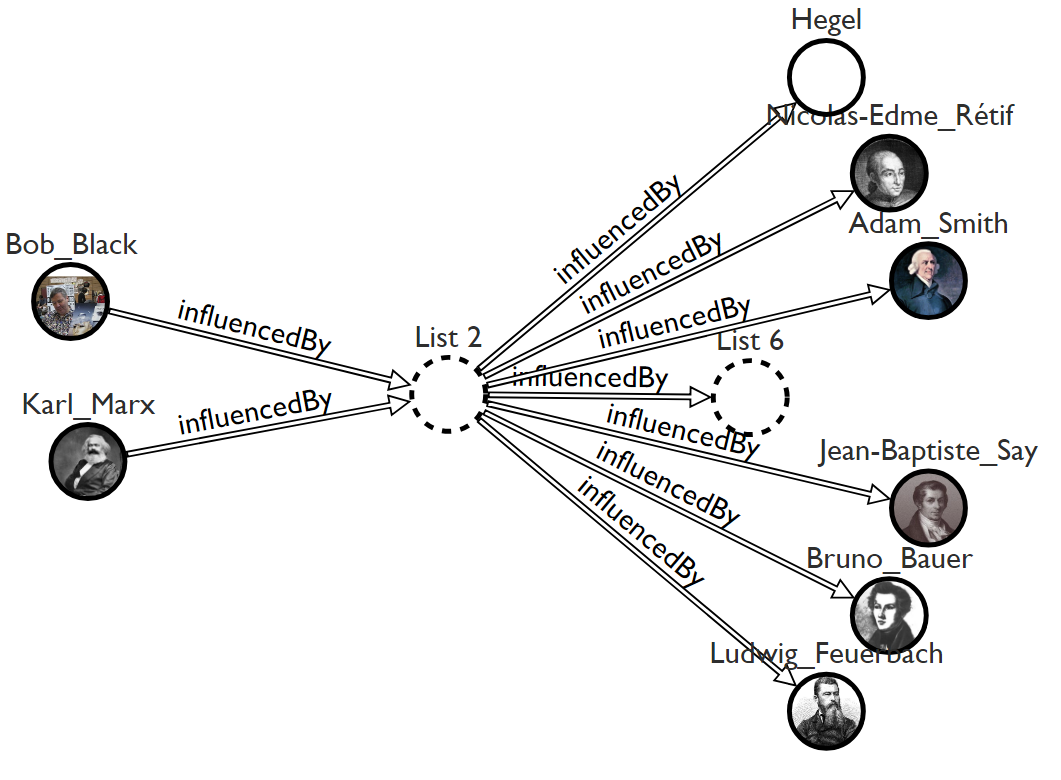 Hegel
Nicolas-Edme_Rétif
influencedBy
Adam_Smith
influencedBy
Bob_Black
influencedBy
influencedBy
List 2
List 6
influencedBy
Karl_Marx
influencedBy
influencedBy
Jean-Baptiste_Say
influencedBy
influencedBy
Bruno_Bauer
Ludwig_Feuerbach